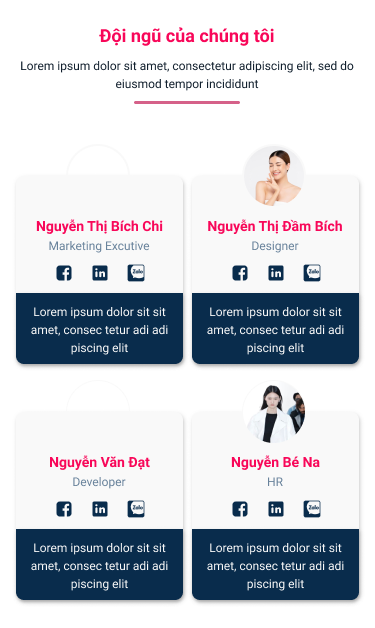 Đội ngũ của chúng tôi
Lorem ipsum dolor sit amet, consectetur adipiscing elit, sed do
eiusmod tempor incididunt
Nguyễn Thị Bích Chi
Marketing Excutive
Zalo
Lorem ipsum dolor sit sit
amet, consec tetur adi adi
piscing elit
Nguyễn Thị Đầm Bích
Designer
Zalo
Lorem ipsum dolor sit sit
amet, consec tetur adi adi
piscing elit
Nguyễn Văn Đạt
Developer
Zalo
Lorem ipsum dolor sit sit
amet, consec tetur adi adi
piscing elit
Nguyễn Bé Na
HR
Zalo
Lorem ipsum dolor sit sit
amet, consec tetur adi adi
piscing elit